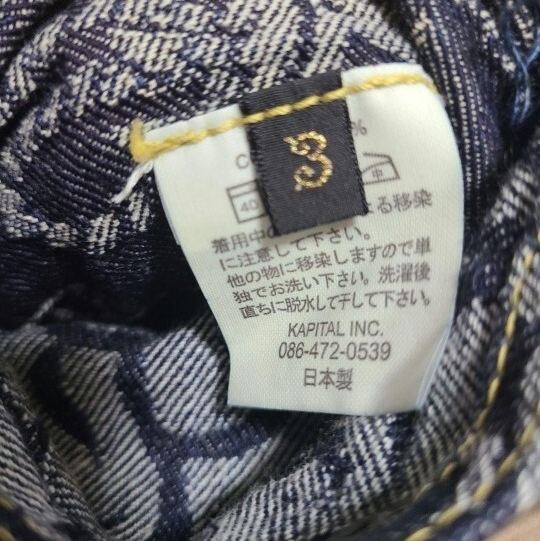 3
%
C
40
中
る移染
着用中の
に注意して下さい。
他の物に移染しますので単
独でお洗い下さい。洗濯後
直ちに脱水して干して下さい。
KAPITAL INC.
086-472-0539
日本製